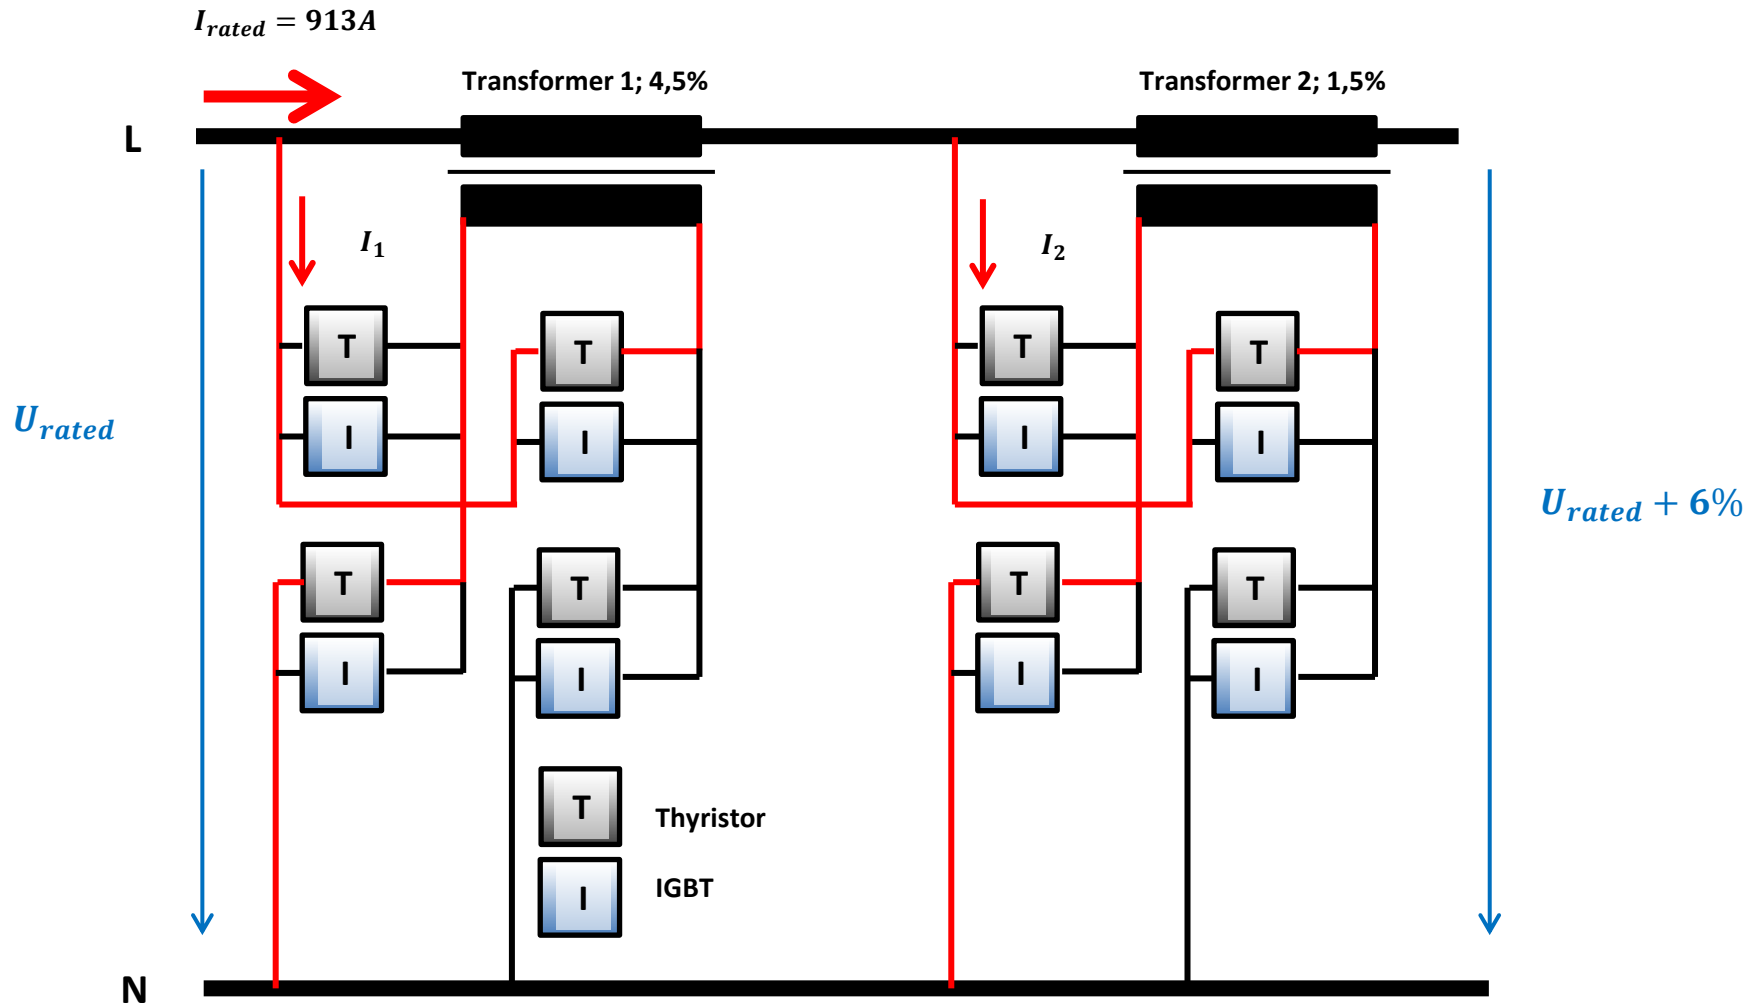 I_rated = 913A
Transformer 1; 4,5%
Transformer 2; 1,5%
L
I_1
I_2
T
T
T
T
I
I
I
I
U_rated
U_rated + 6%
T
T
T
T
I
I
I
I
T
Thyristor
I
IGBT
N